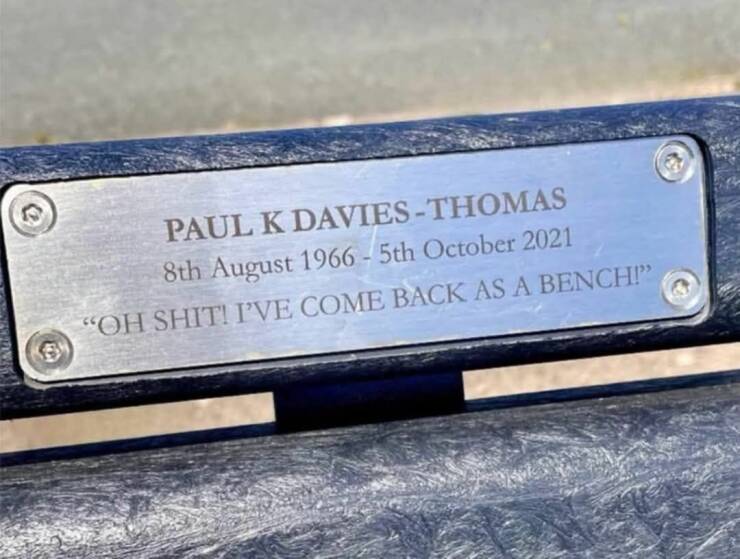 PAUL K DAVIES-THOMAS
8th August 1966 - 5th October 2021
“OH SHIT! I’VE COME BACK AS A BENCH!”